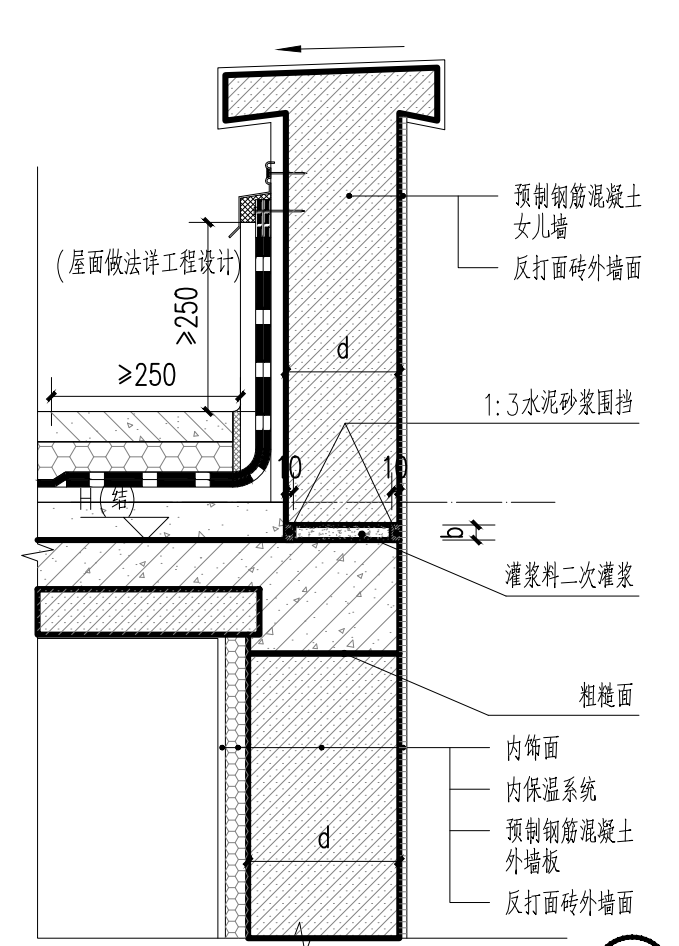 预制钢筋混凝土
女儿墙
反打面砖外墙面
(屋面做法详工程设计)
≥250
≥250
d
1:3水泥砂浆围挡
10
10
H(结)
b
灌浆料二次灌浆
粗糙面
内饰面
内保温系统
预制钢筋混凝土
外墙板
反打面砖外墙面
d